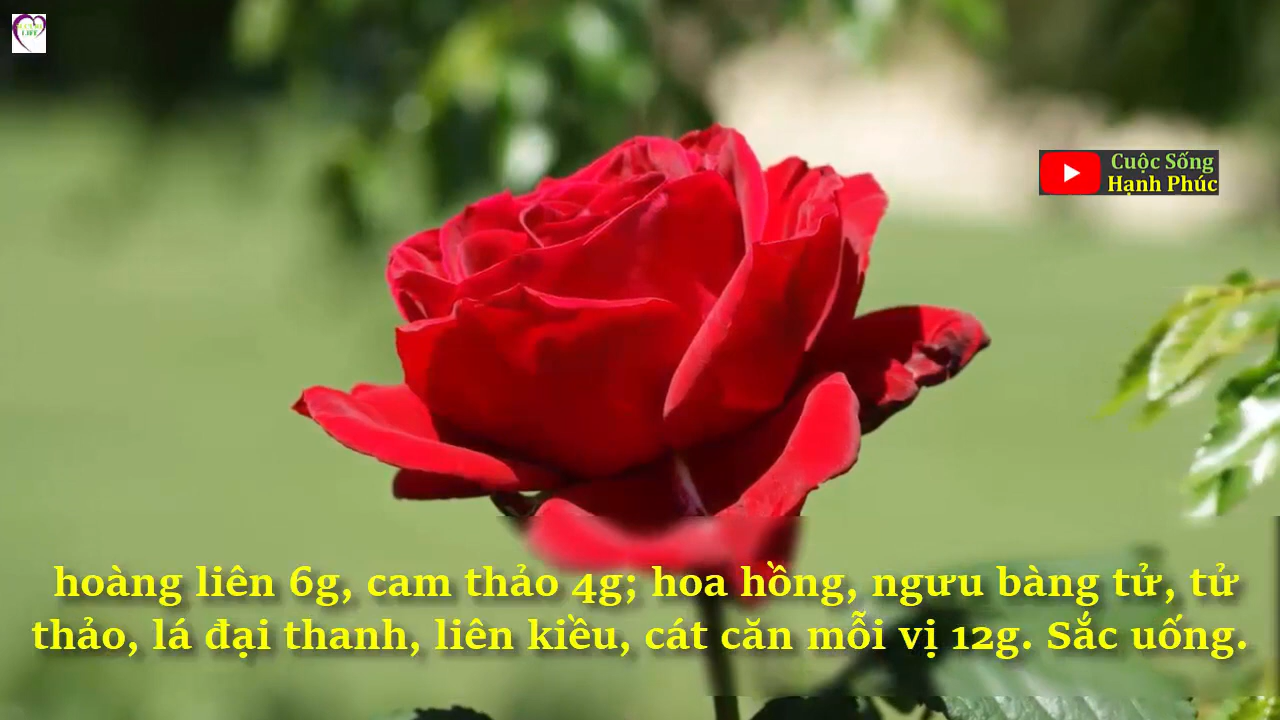 Cuộc Sống
Hạnh Phúc
hoàng liên 6g, cam thảo 4g; hoa hồng, ngưu bàng tử, tử
thảo, lá đại thanh, liên kiều, cát căn mỗi vị 12g. Sắc uống.